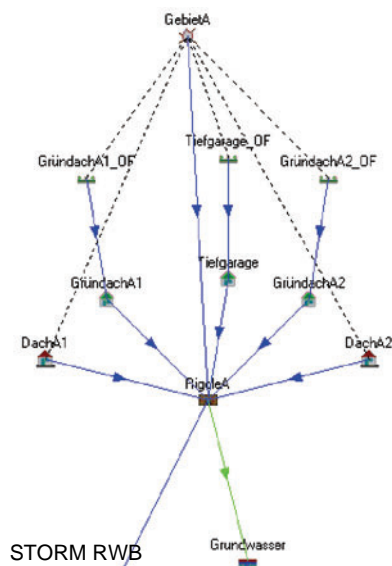 GebietA
GründachA1_OF
Tiefgarage_OF
GründachA2_OF
GründachA1
Tiefgarage
GründachA2
DachA1
RigoleA
DachA2
STORM RWB
Grundwasser